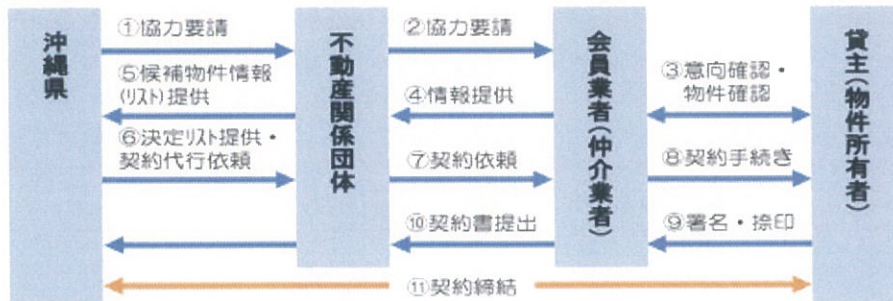 沖縄県
①協力要請
⑤候補物件情報
(リスト)提供
⑥決定リスト提供・
契約代行依頼
不動産関係団体
②協力要請
④情報提供
⑦契約依頼
⑩契約書提出
会員業者(仲介業者)
③意向確認・
物件確認
⑧契約手続き
⑨署名・捺印
貸主(物件所有者)
⑪契約締結